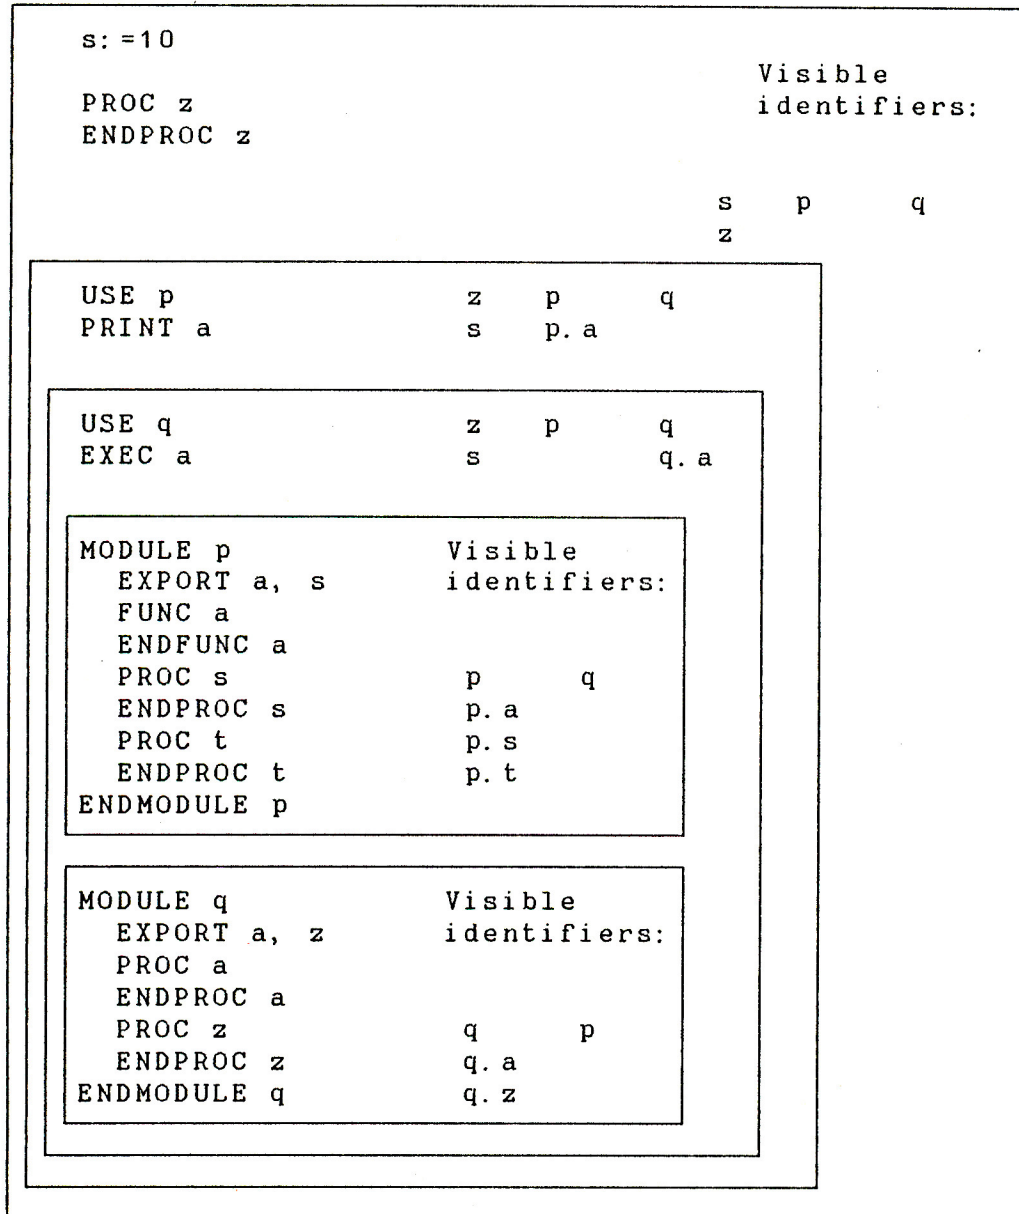 s:=10
Visible
PROC z identifiers:
ENDPROC z
s p q
z
USE p z p q
PRINT a s p.a
USE q z p q
EXEC a s q.a
MODULE p Visible
EXPORT a, s identifiers:
FUNC a
ENDFUNC a
PROC s p q
ENDPROC s p.a
PROC t p.s
ENDPROC t p.t
ENDMODULE p
MODULE q Visible
EXPORT a, z identifiers:
PROC a
ENDPROC a
PROC z q p
ENDPROC z q.a
ENDMODULE q q.z